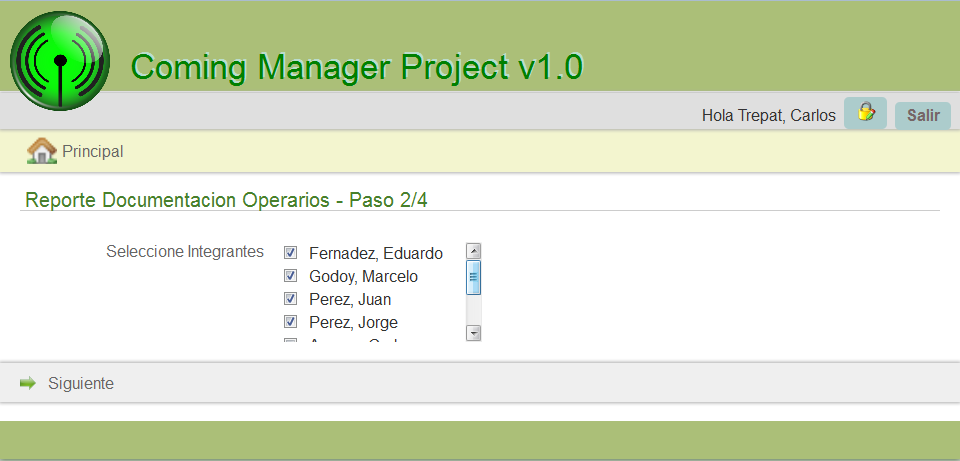 Coming Manager Project v1.0
Hola Trepat, Carlos Salir
Principal
Reporte Documentacion Operarios - Paso 2/4
Seleccione Integrantes
Fernadez, Eduardo
Godoy, Marcelo
Perez, Juan
Perez, Jorge
Siguiente